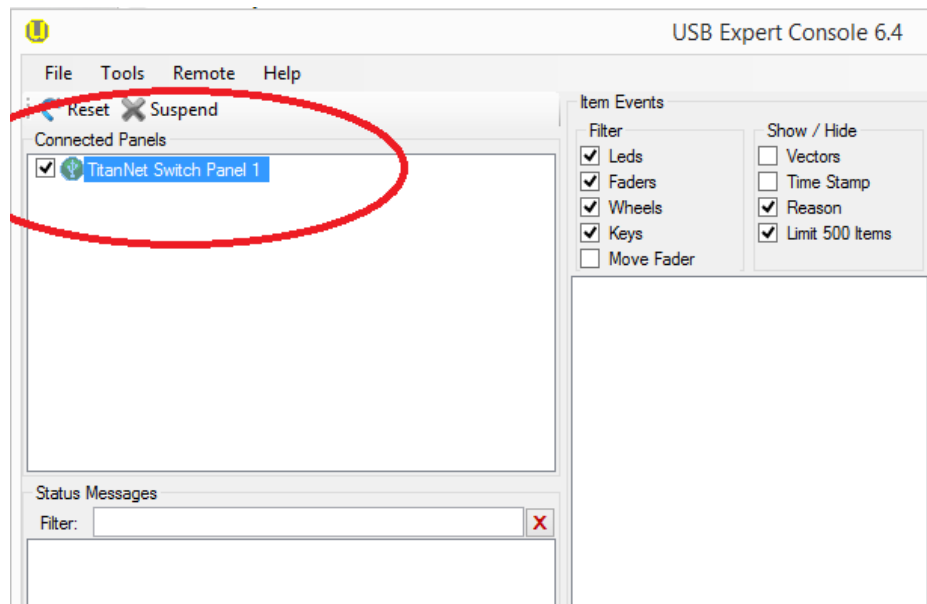 USB Expert Console 6.4
File Tools Remote Help
Reset Suspend
Connected Panels
TitanNet Switch Panel 1
Status Messages
Filter:
X
Item Events
Filter
Leds
Faders
Wheels
Keys
Move Fader
Show / Hide
Vectors
Time Stamp
Reason
Limit 500 Items